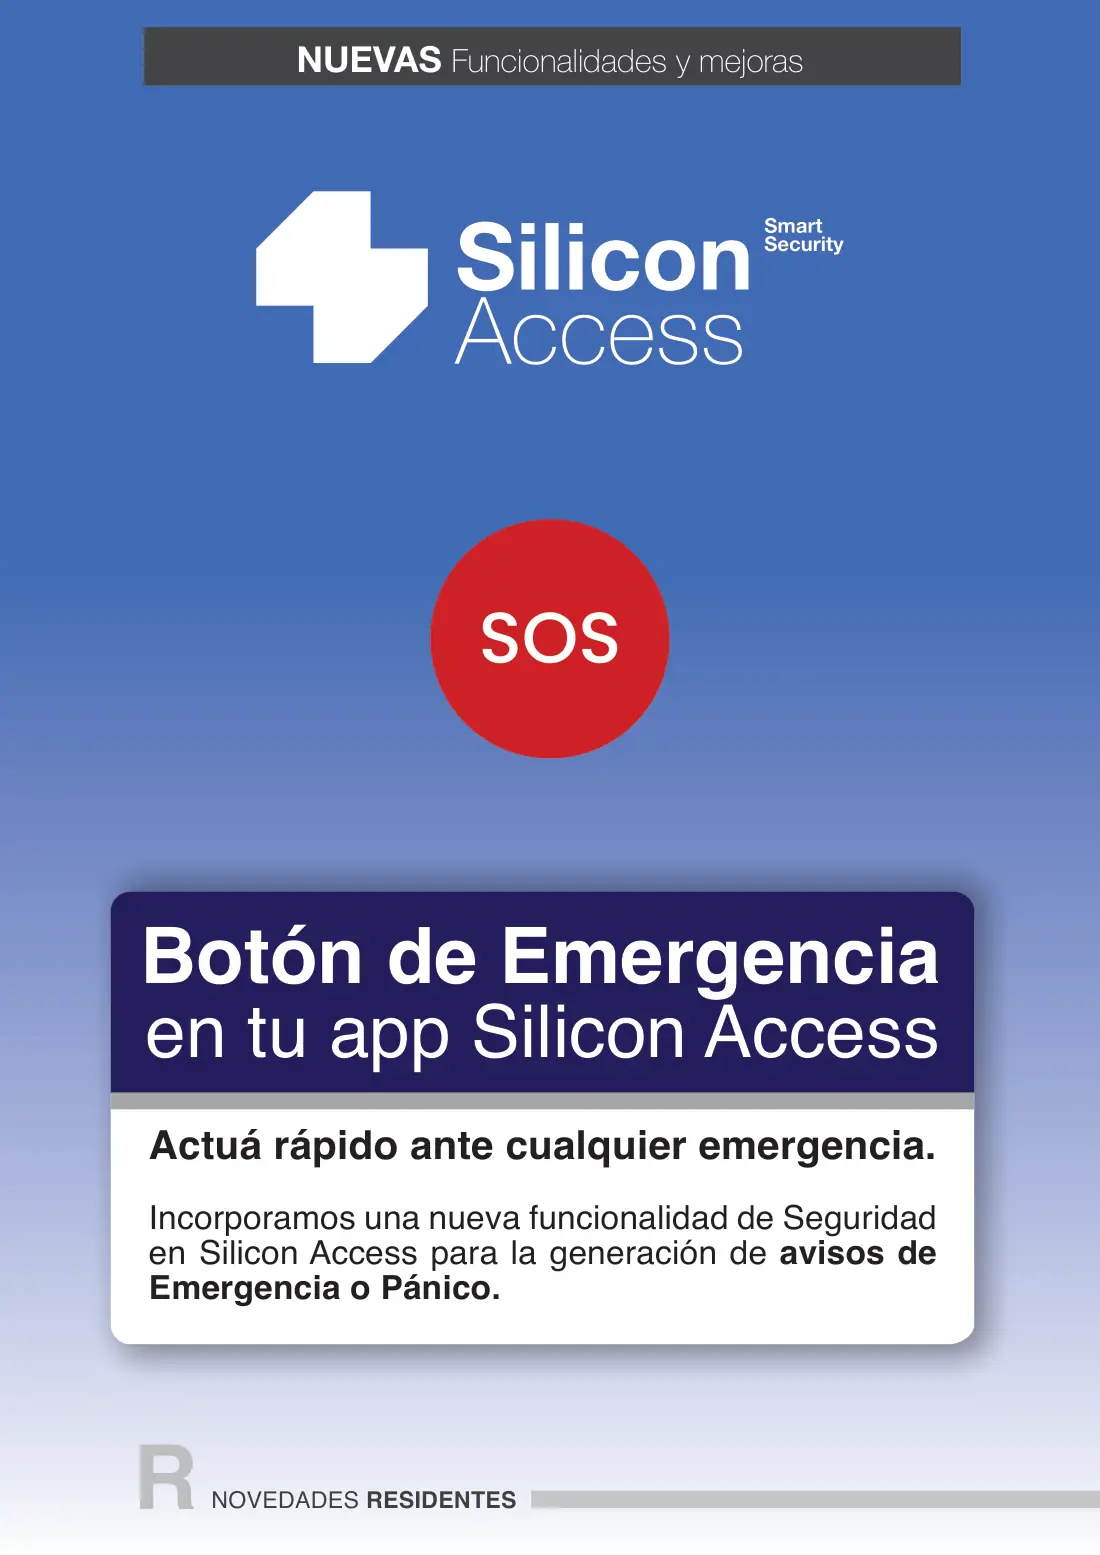 NUEVAS Funcionalidades y mejoras
Silicon
Access
Smart
Security
SOS
Botón de Emergencia
en tu app Silicon Access
Actuá rápido ante cualquier emergencia.
Incorporamos una nueva funcionalidad de Seguridad
en Silicon Access para la generación de avisos de
Emergencia o Pánico.
R
NOVEDADES RESIDENTES